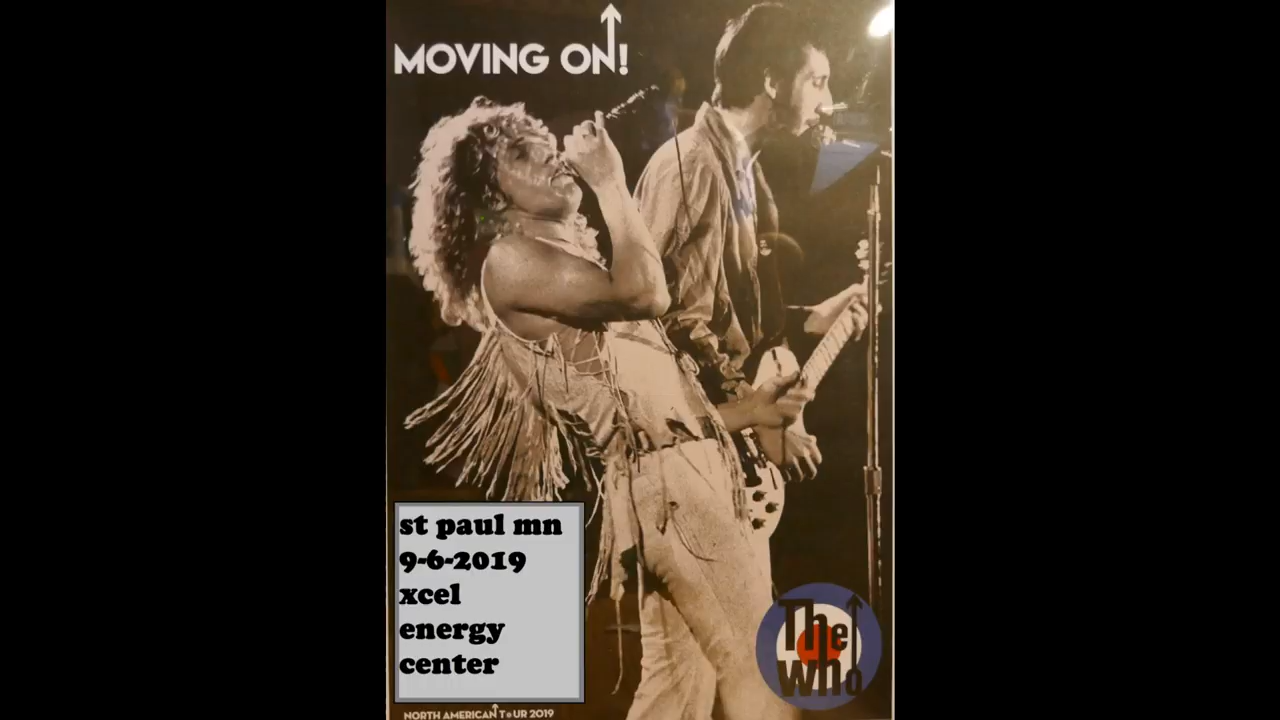 MOVING ON!
st paul mn
9-6-2019
xcel
energy
center
The
who
NORTH AMERICAN TOUR 2019